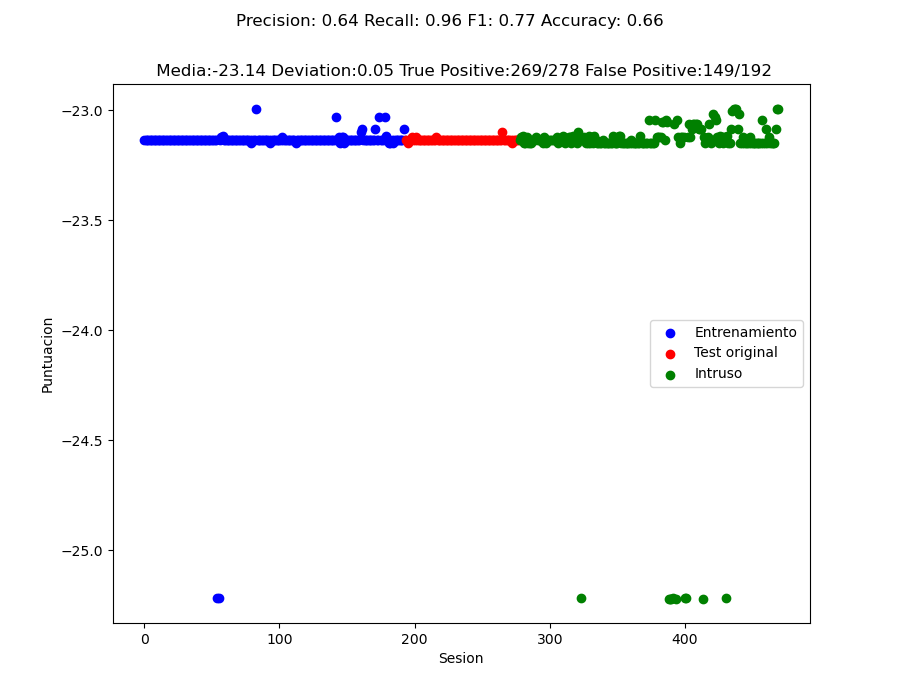 Precision: 0.64 Recall: 0.96 F1: 0.77 Accuracy: 0.66
Media:-23.14 Deviation:0.05 True Positive:269/278 False Positive:149/192
−23.0
−23.5
−24.0
−24.5
−25.0
Puntuacion
Entrenamiento
Test original
Intruso
0 100 200 300 400
Sesion